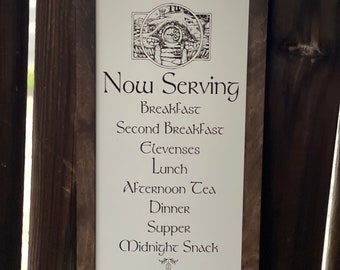 Now Serving
Breakfast
Second Breakfast
Elevenses
Lunch
Afternoon Tea
Dinner
Supper
Midnight Snack